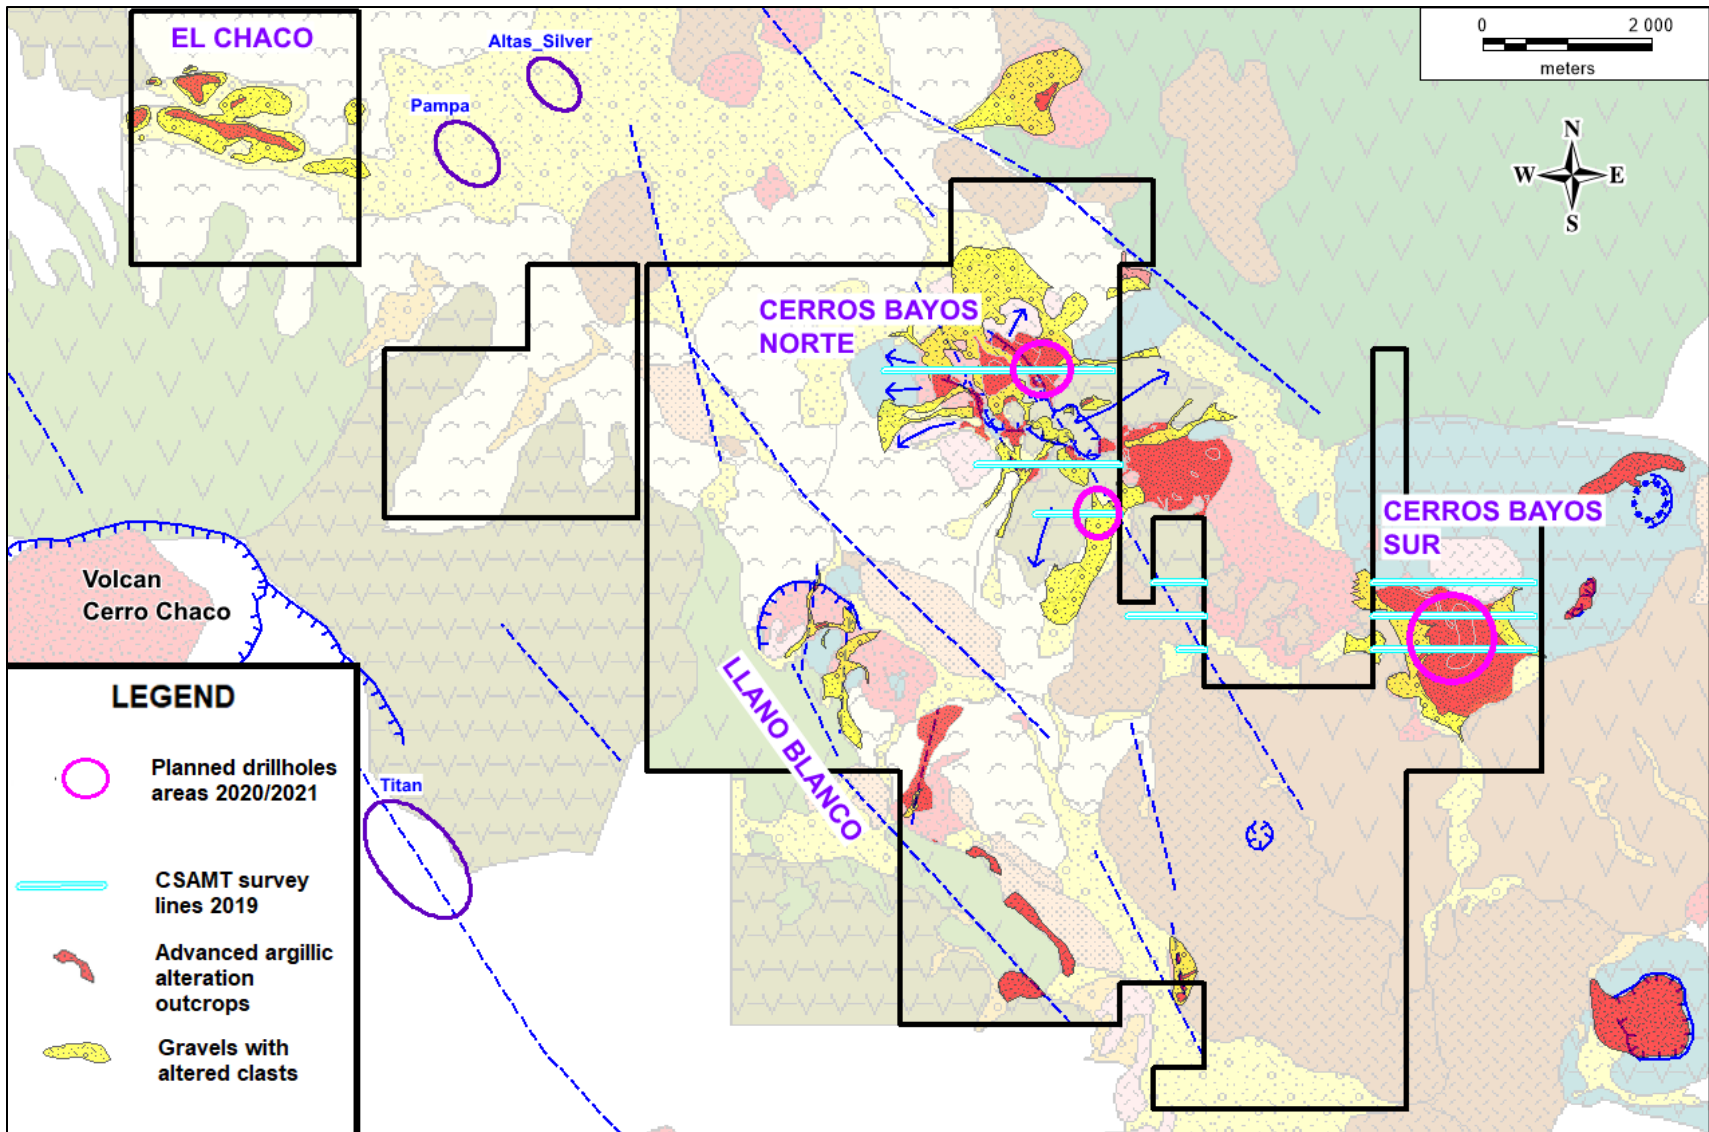 EL CHACO
Altas_Silver
Pampa
0 2 000
meters
N
W E
S
CERROS BAYOS
NORTE
CERROS BAYOS
SUR
Volcan
Cerro Chaco
LLANO BLANCO
Titan
LEGEND
Planned drillholes
areas 2020/2021
CSAMT survey
lines 2019
Advanced argillic
alteration
outcrops
Gravels with
altered clasts